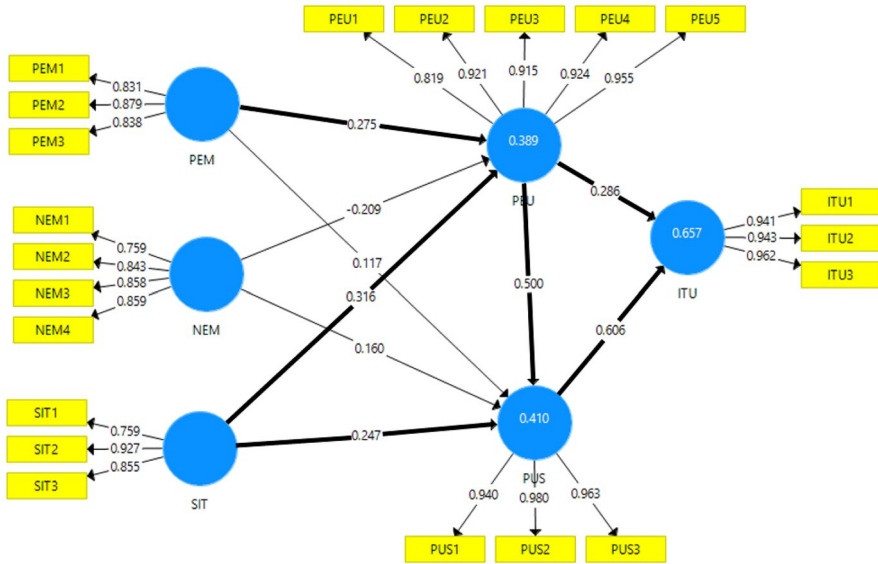 PEU1 PEU2 PEU3 PEU4 PEU5
0.819 0.921 0.915 0.924 0.955
PEM1
PEM2
PEM3
0.831
0.879
0.838
PEM
0.275
0.389
PEU
-0.209
0.117
0.316
0.286
0.500
NEM1
NEM2
NEM3
NEM4
0.759
0.843
0.858
0.859
NEM
0.160
0.657
ITU
0.941
0.943
0.962
ITU1
ITU2
ITU3
0.606
SIT1
SIT2
SIT3
0.759
0.927
0.855
SIT
0.247
0.410
PUS
0.940 0.980 0.963
PUS1 PUS2 PUS3